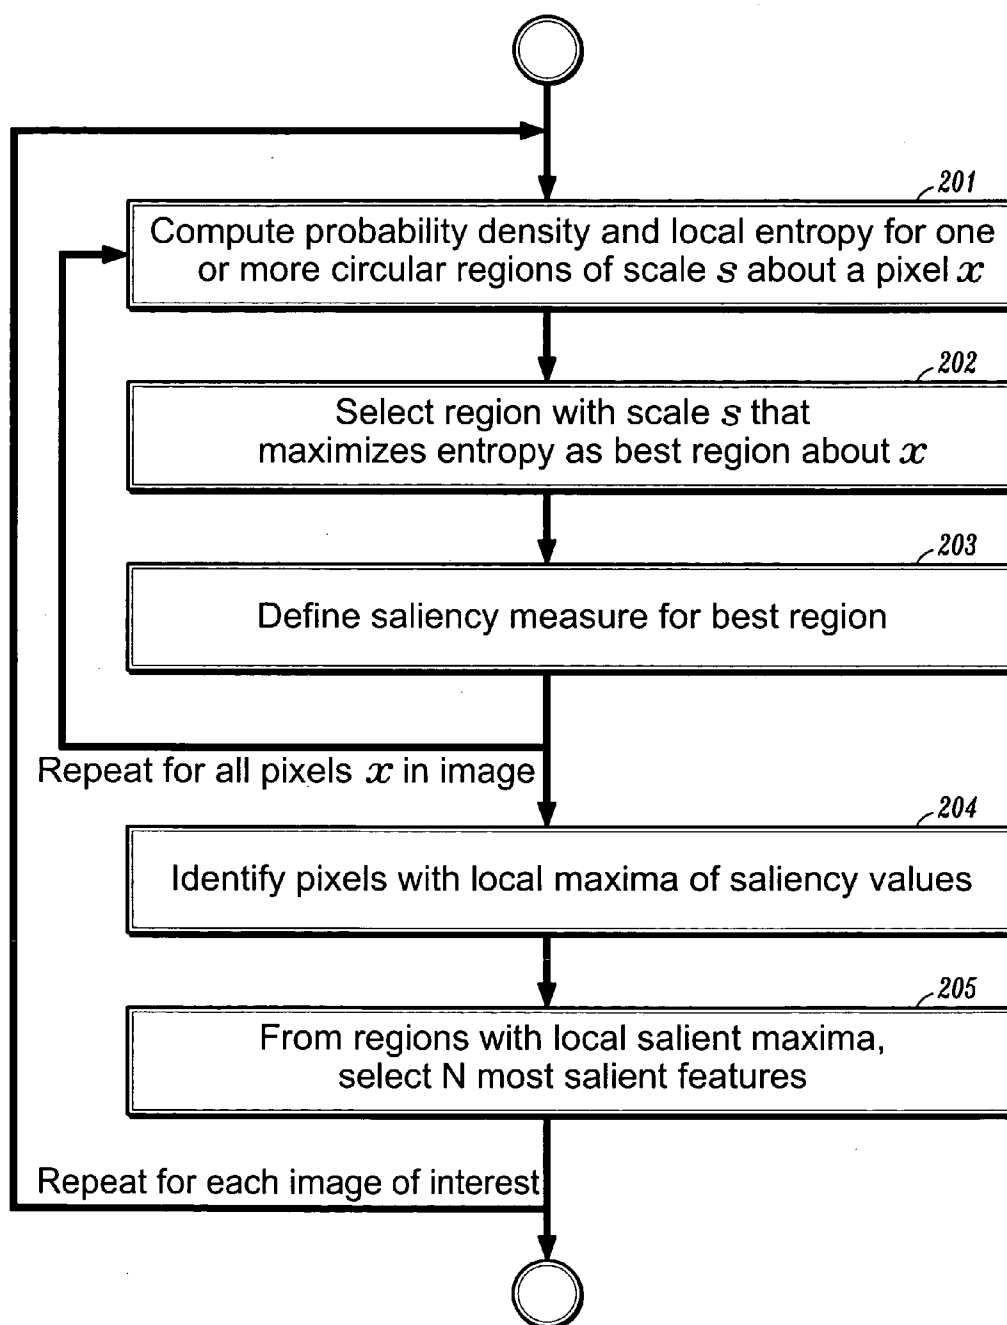 201
Compute probability density and local entropy for one
or more circular regions of scale s about a pixel x
202
Select region with scale s that
maximizes entropy as best region about x
203
Define saliency measure for best region
Repeat for all pixels x in image
204
Identify pixels with local maxima of saliency values
205
From regions with local salient maxima,
select N most salient features
Repeat for each image of interest